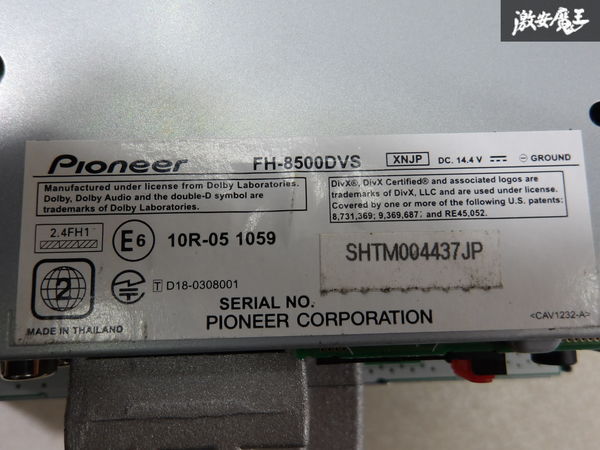 激安魔王
Pioneer FH-8500DVS XNJP DC. 14.4 V ⊖ GROUND
Manufactured under license from Dolby Laboratories.
Dolby, Dolby Audio and the double-D symbol are
trademarks of Dolby Laboratories.
DivX®, DivX Certified® and associated logos are
trademarks of DivX, LLC and are used under license.
Covered by one or more of the following U.S. patents:
8,731,369; 9,369,687; and RE45,052.
2.4FH1
E6 10R-05 1059
SHTM004437JP
2
T D18-0308001
SERIAL NO.
MADE IN THAILAND
PIONEER CORPORATION
<CAV1232-A>